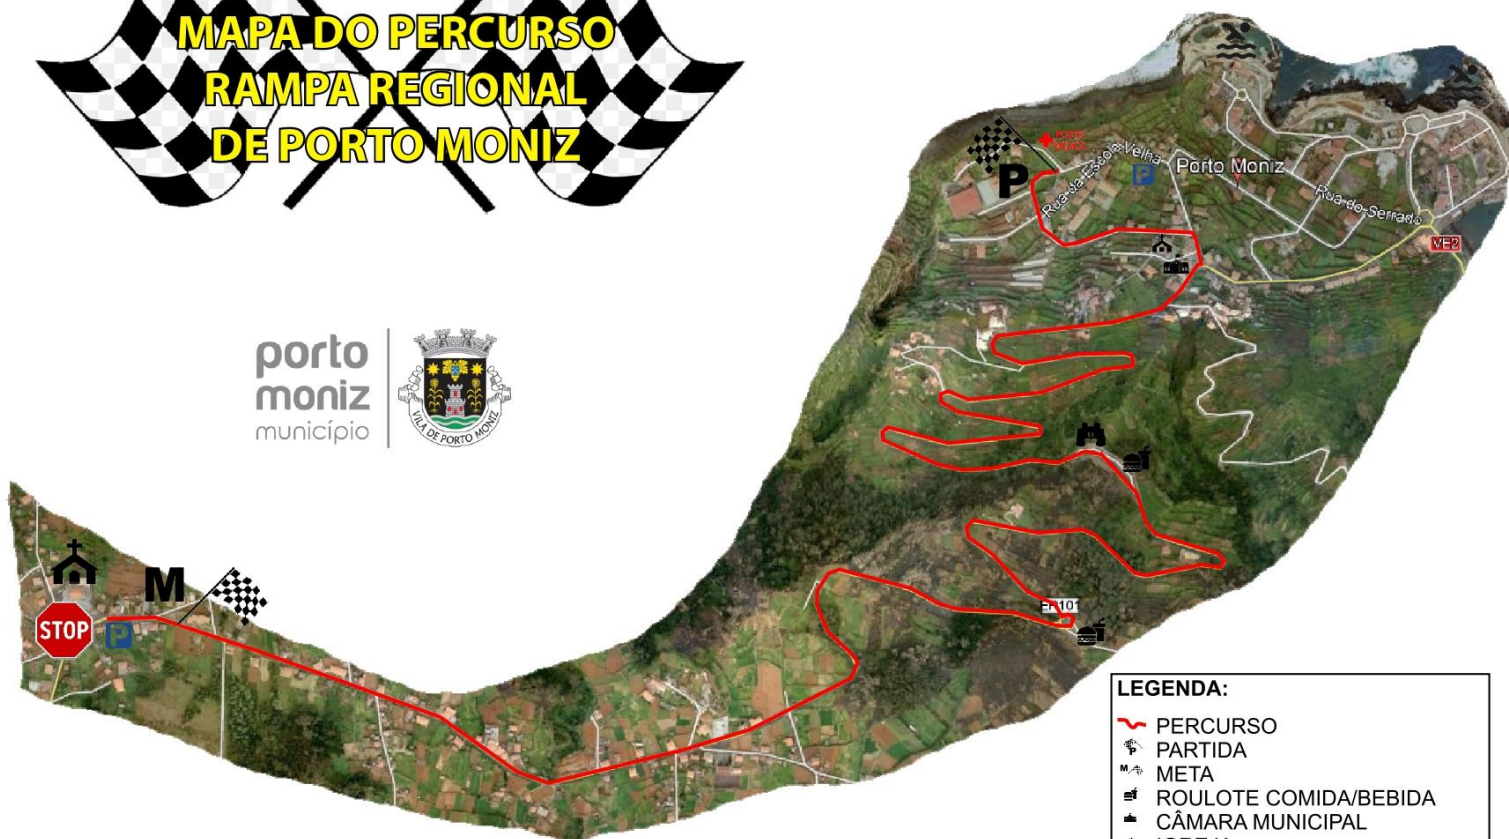 MAPA DO PERCURSO
RAMPA REGIONAL
DE PORTO MONIZ
porto
moniz
município
VILA DE PORTO MONIZ
P
Rua da Escola Velha
P
Porto Moniz
Rua do Serrado
VE2
M
STOP
P
LEGENDA:
PERCURSO
P PARTIDA
M META
ROULOTE COMIDA/BEBIDA
CÂMARA MUNICIPAL